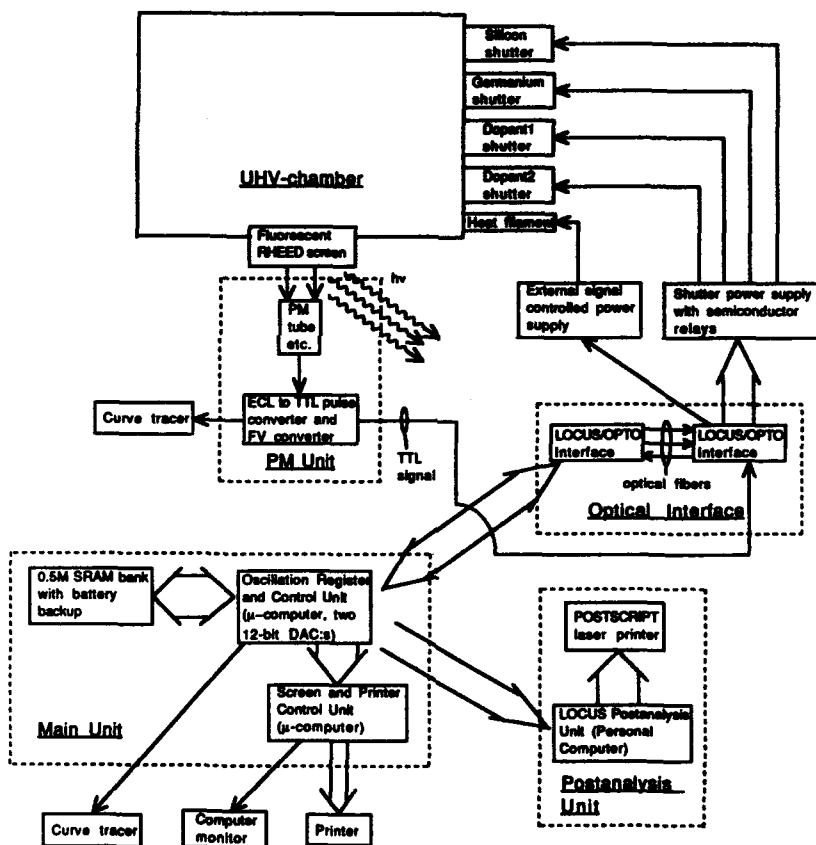 Silicon
shutter
Germanium
shutter
Dopant1
shutter
Dopant2
shutter
Heat filament
UHV-chamber
Fluorescent
RHEED screen
hv
PM
tube
etc.
External signal
controlled power
supply
Shutter power supply
with semiconductor
relays
Curve tracer
ECL to TTL pulse
converter and
FV converter
PM Unit
TTL
signal
LOCUS/OPTO
Interface
LOCUS/OPTO
Interface
optical fibers
Optical Interface
0.5M SRAM bank
with battery
backup
Oscillation Register
and Control Unit
(μ-computer, two
12-bit DAC:s)
Screen and Printer
Control Unit
(μ-computer)
Main Unit
POSTSCRIPT
laser printer
LOCUS Postanalysis
Unit (Personal
Computer)
Postanalysis
Unit
Curve tracer
Computer
monitor
Printer